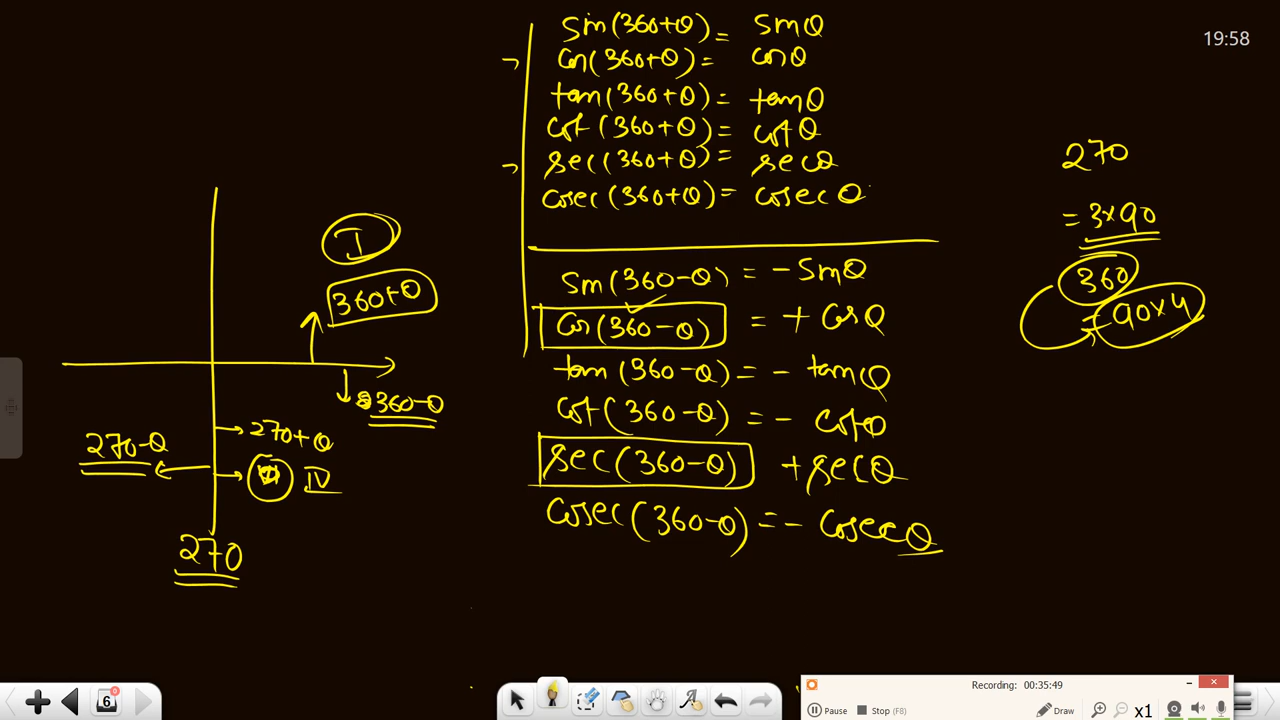 19:58
sin(360+θ) = sinθ
cos(360+θ) = cosθ
tan(360+θ) = tanθ
cot(360+θ) = cotθ
sec(360+θ) = secθ
cosec(360+θ) = cosecθ
sin(360-θ) = -sinθ
cos(360-θ) = +cosθ
tan(360-θ) = -tanθ
cot(360-θ) = -cotθ
sec(360-θ) +secθ
cosec(360-θ) = -cosecθ
270
= 3×90
360
= 90×4
I
360+θ
360-θ
270+θ
270-θ
IV
270
6
8
Recording: 00:35:49
Pause
Stop (F8)
Draw
x1